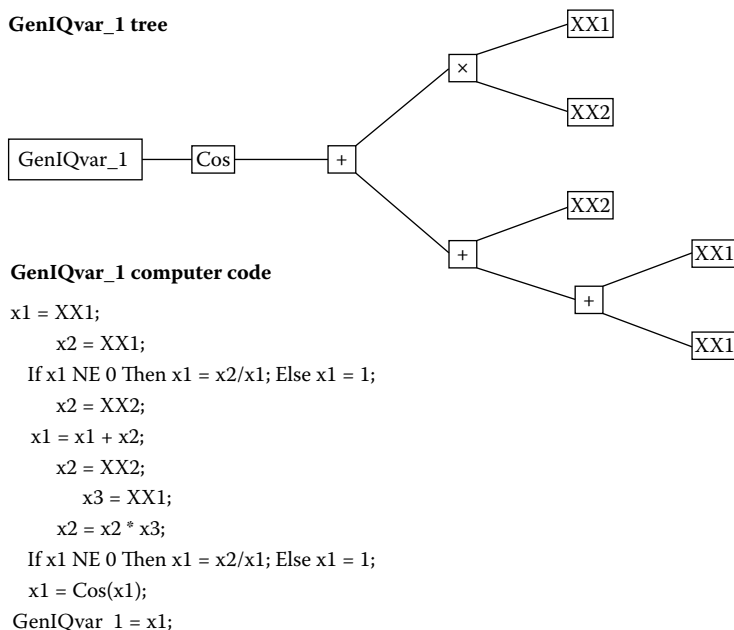 GenIQvar_1 tree
XX1
×
XX2
GenIQvar_1
Cos
+
XX2
+
XX1
+
XX1
GenIQvar_1 computer code
x1 = XX1;
x2 = XX1;
If x1 NE 0 Then x1 = x2/x1; Else x1 = 1;
x2 = XX2;
x1 = x1 + x2;
x2 = XX2;
x3 = XX1;
x2 = x2 * x3;
If x1 NE 0 Then x1 = x2/x1; Else x1 = 1;
x1 = Cos(x1);
GenIQvar_1 = x1;